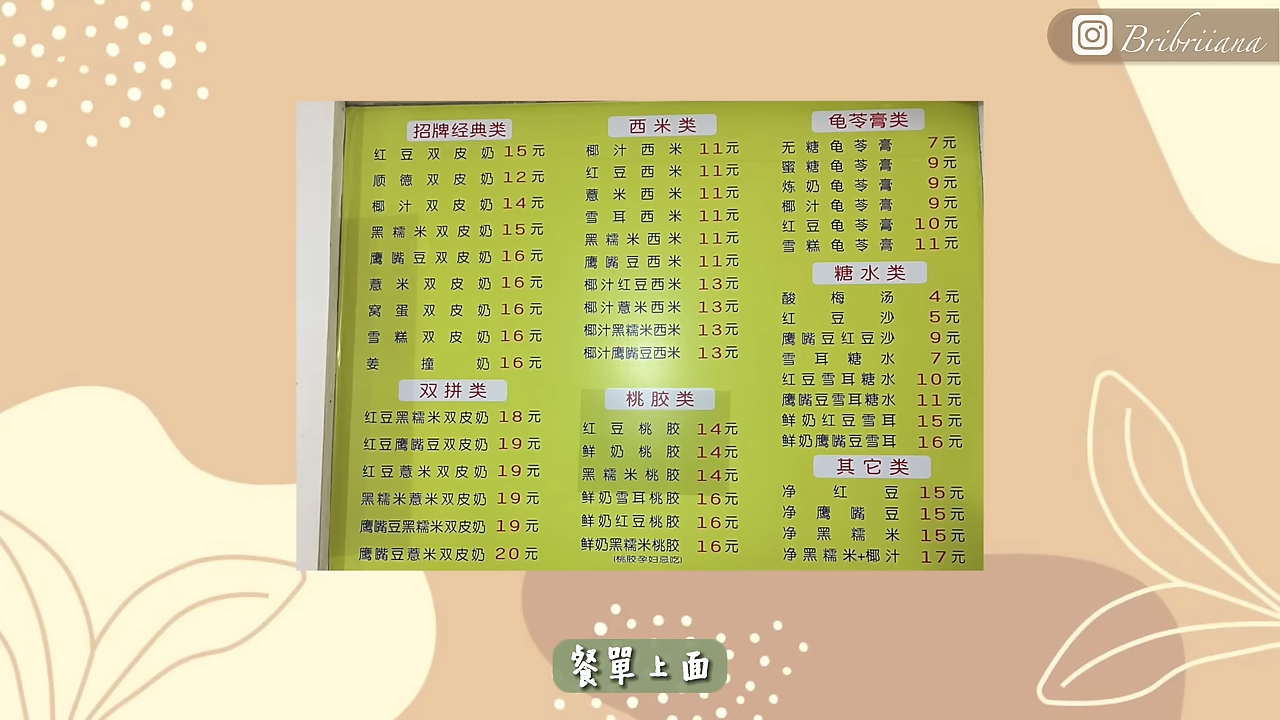 Bribriiana
招牌经典类
红豆双皮奶 15元
顺德双皮奶 12元
椰汁双皮奶 14元
黑糯米双皮奶 15元
鹰嘴豆双皮奶 16元
薏米双皮奶 16元
窝蛋双皮奶 16元
雪糕双皮奶 16元
姜撞奶 16元
双拼类
红豆黑糯米双皮奶 18元
红豆鹰嘴豆双皮奶 19元
红豆薏米双皮奶 19元
黑糯米薏米双皮奶 19元
鹰嘴豆黑糯米双皮奶 19元
鹰嘴豆薏米双皮奶 20元
西米类
椰汁西米 11元
红豆西米 11元
薏米西米 11元
雪耳西米 11元
黑糯米西米 11元
鹰嘴豆西米 11元
椰汁红豆西米 13元
椰汁薏米西米 13元
椰汁黑糯米西米 13元
椰汁鹰嘴豆西米 13元
桃胶类
红豆桃胶 14元
鲜奶桃胶 14元
黑糯米桃胶 14元
鲜奶雪耳桃胶 16元
鲜奶红豆桃胶 16元
鲜奶黑糯米桃胶 16元
(桃胶孕妇忌吃)
龟苓膏类
无糖龟苓膏 7元
蜜糖龟苓膏 9元
炼奶龟苓膏 9元
椰汁龟苓膏 9元
红豆龟苓膏 10元
雪糕龟苓膏 11元
糖水类
酸梅汤 4元
红豆沙 5元
鹰嘴豆红豆沙 9元
雪耳糖水 7元
红豆雪耳糖水 10元
鹰嘴豆雪耳糖水 11元
鲜奶红豆雪耳 15元
鲜奶鹰嘴豆雪耳 16元
其它类
净红豆 15元
净鹰嘴豆 15元
净黑糯米 15元
净黑糯米+椰汁 17元
餐單上面